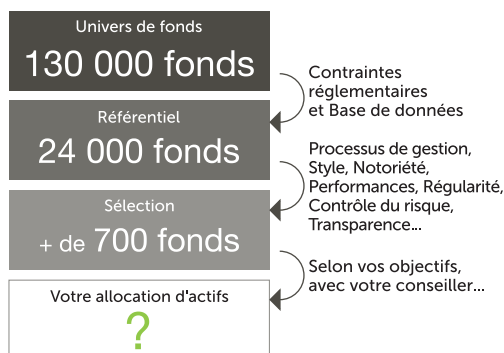 Univers de fonds
130 000 fonds
Contraintes
réglementaires
et Base de données
Référentiel
24 000 fonds
Processus de gestion,
Style, Notoriété,
Performances, Régularité,
Contrôle du risque,
Transparence...
Sélection
+ de 700 fonds
Selon vos objectifs,
avec votre conseiller...
Votre allocation d'actifs
?